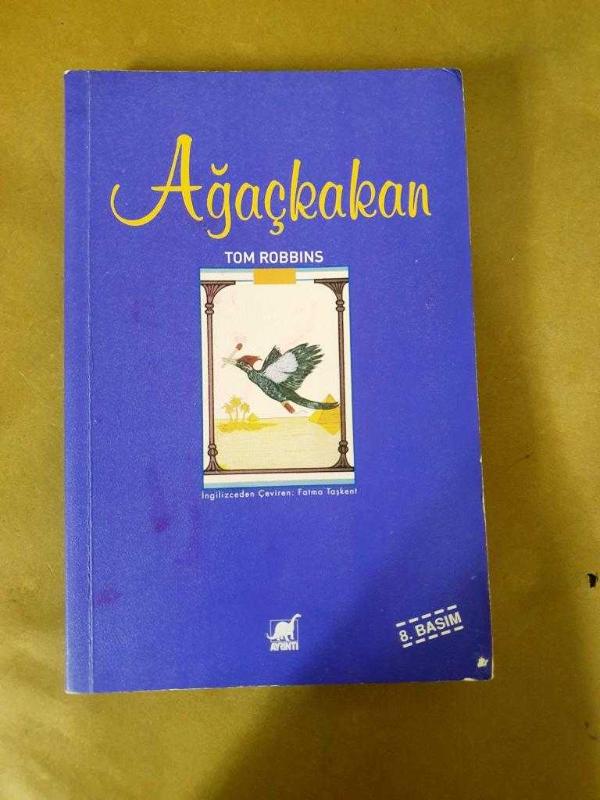 Ağaçkakan
TOM ROBBINS
İngilizceden Çeviren: Fatma Taşkent
AYRINTI
8. BASIM